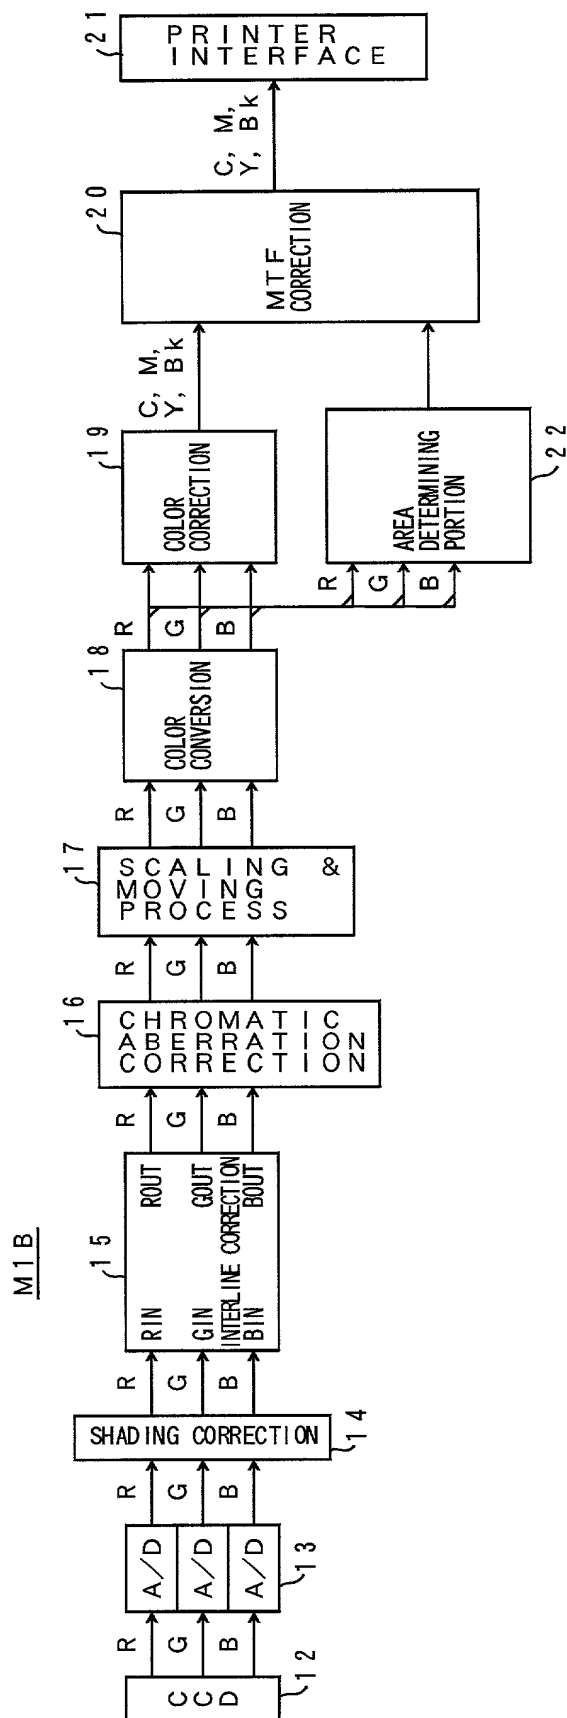 M1B
CCD
12
R
G
B
A/D
A/D
A/D
13
R
G
B
SHADING CORRECTION
14
R
G
B
15
RIN
ROUT
GIN
GOUT
INTERLINE CORRECTION
BIN
BOUT
R
G
B
16
CHROMATIC
ABERRATION
CORRECTION
R
G
B
17
SCALING &
MOVING
PROCESS
R
G
B
18
COLOR
CONVERSION
R
G
B
19
COLOR
CORRECTION
R
G
B
AREA
DETERMINING
PORTION
22
C, M,
Y, Bk
20
MTF
CORRECTION
C, M,
Y, Bk
21
PRINTER
INTERFACE